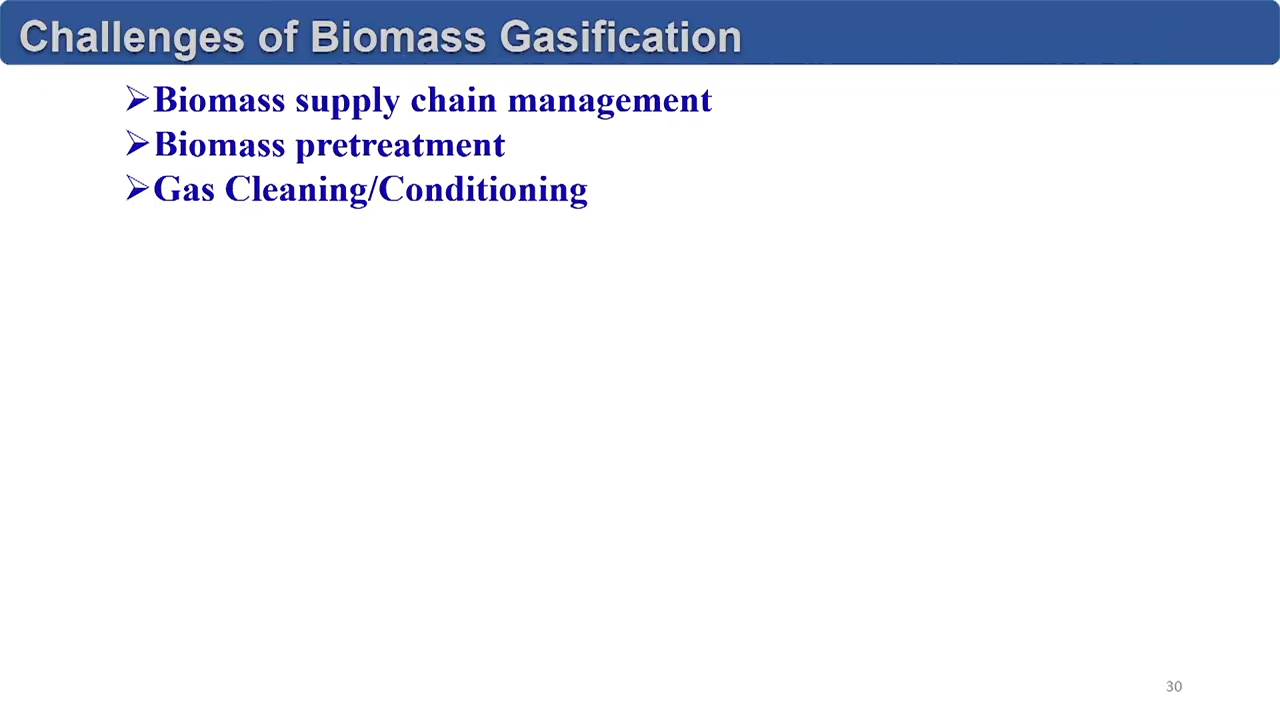 Challenges of Biomass Gasification
➢Biomass supply chain management
➢Biomass pretreatment
➢Gas Cleaning/Conditioning
30